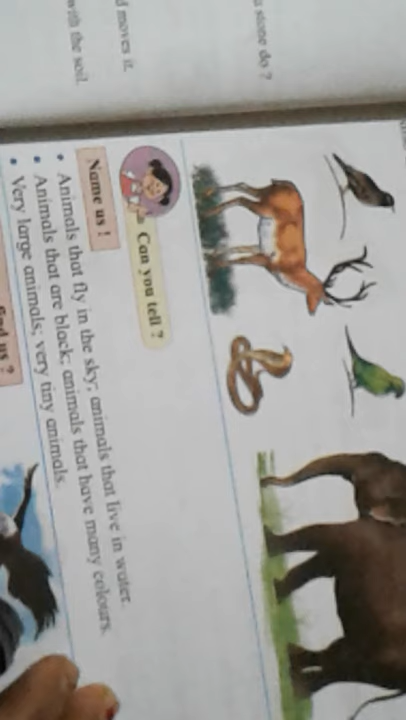 a stone do ?
d moves it.
with the soil.
Can you tell ?
Name us !
• Animals that fly in the sky; animals that live in water.
• Animals that are black; animals that have many colours.
• Very large animals; very tiny animals.
find us ?